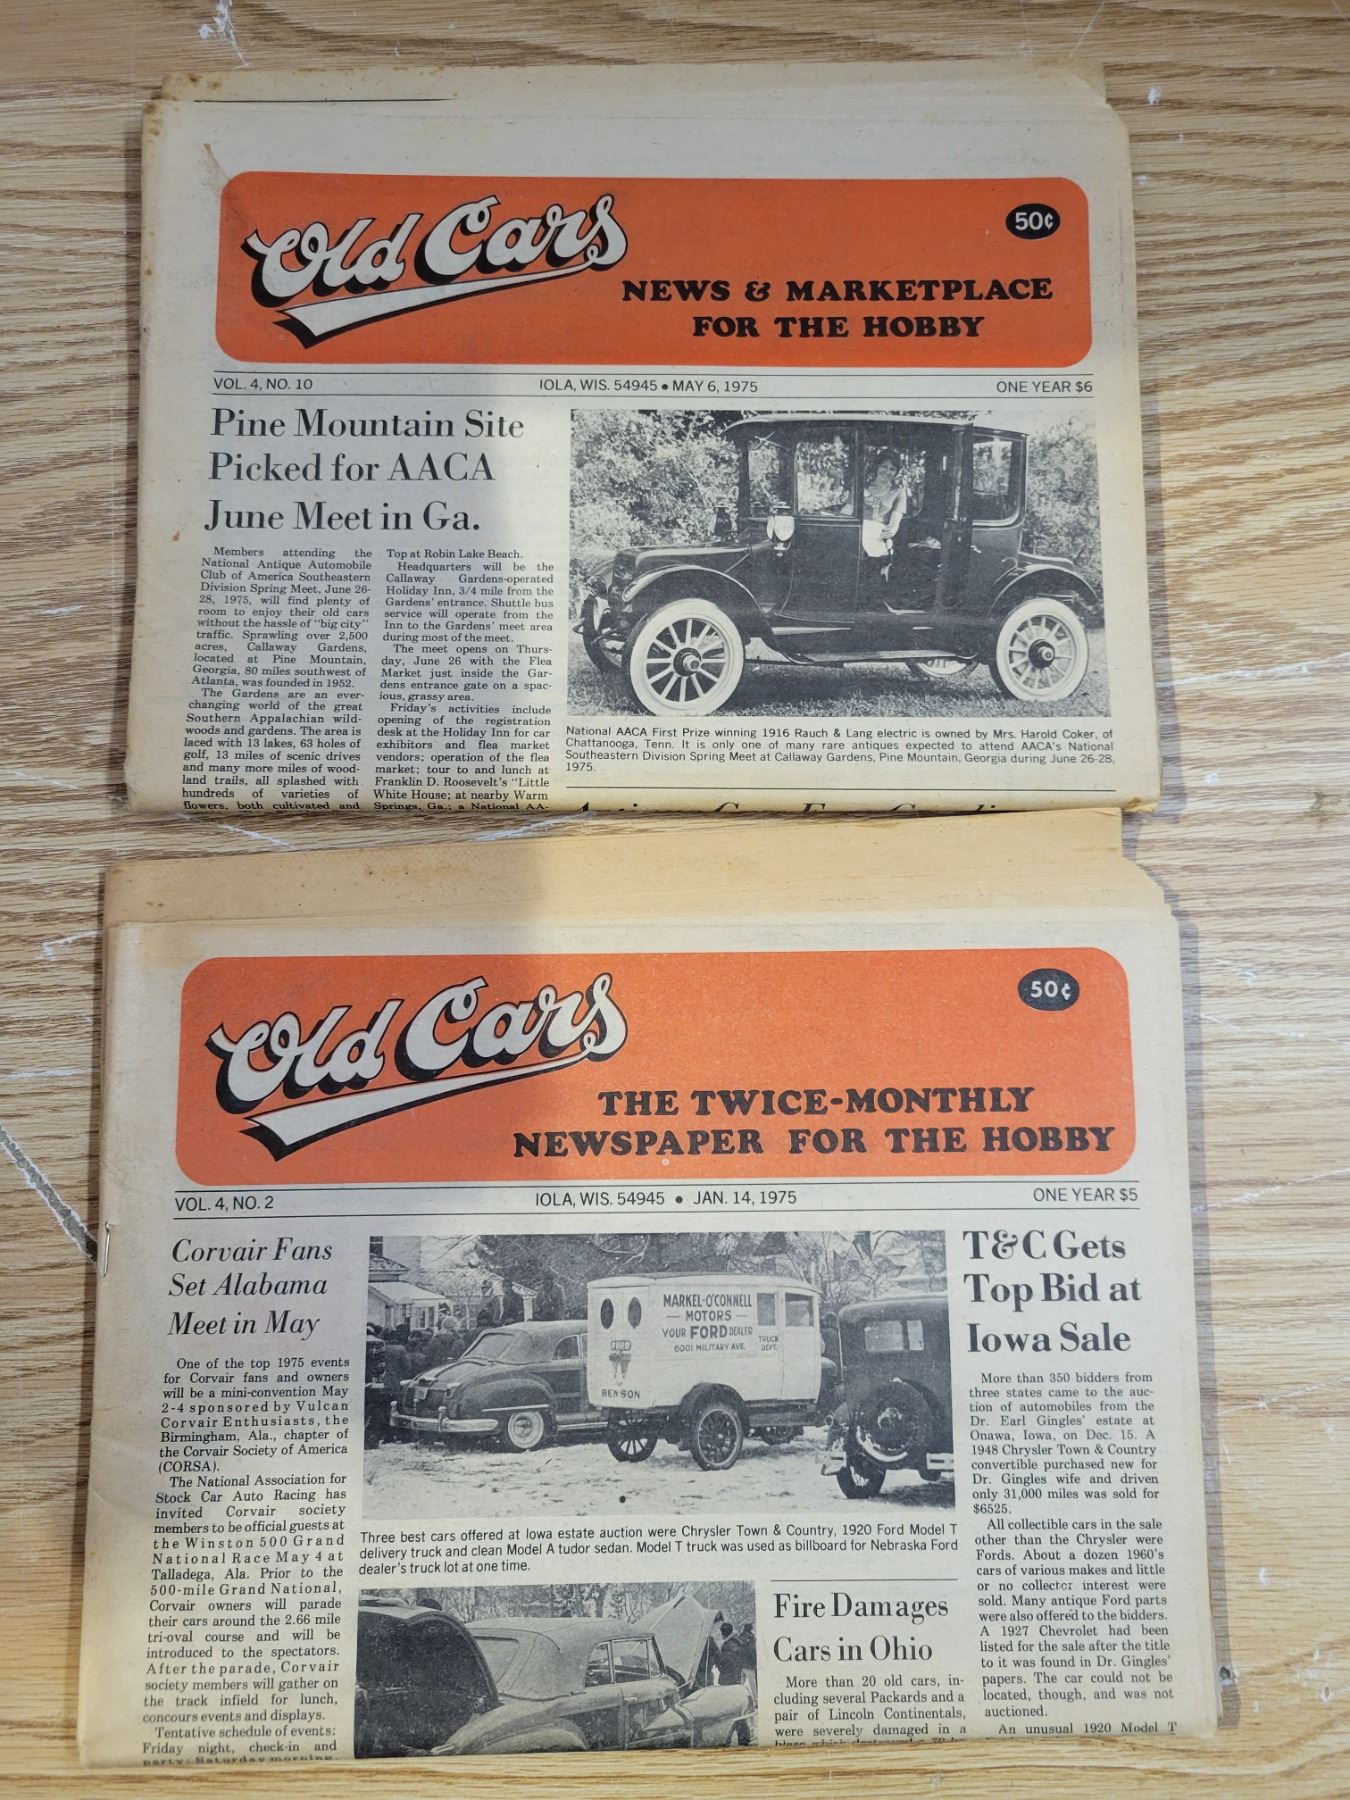 Old Cars
50¢
NEWS & MARKETPLACE
FOR THE HOBBY
VOL. 4, NO. 10
IOLA, WIS. 54945 • MAY 6, 1975
ONE YEAR $6
Pine Mountain Site
Picked for AACA
June Meet in Ga.
Members attending the
National Antique Automobile
Club of America Southeastern
Division Spring Meet, June 26-
28, 1975, will find plenty of
room to enjoy their old cars
without the hassle of "big city"
traffic. Sprawling over 2,500
acres, Callaway Gardens,
located at Pine Mountain,
Georgia, 80 miles southwest of
Atlanta, was founded in 1952.
The Gardens are an ever-
changing world of the great
Southern Appalachian wild-
woods and gardens. The area is
laced with 13 lakes, 63 holes of
golf, 13 miles of scenic drives
and many more miles of wood-
land trails, all splashed with
hundreds of varieties of
flowers, both cultivated and
Top at Robin Lake Beach.
Headquarters will be the
Callaway Gardens-operated
Holiday Inn, 3/4 mile from the
Gardens' entrance. Shuttle bus
service will operate from the
Inn to the Gardens' meet area
during most of the meet.
The meet opens on Thurs-
day, June 26 with the Flea
Market just inside the Gar-
dens entrance gate on a spac-
ious, grassy area.
Friday's activities include
opening of the registration
desk at the Holiday Inn for car
exhibitors and flea market
vendors; operation of the flea
market; tour to and lunch at
Franklin D. Roosevelt's "Little
White House; at nearby Warm
Springs, Ga.; a National AA-
National AACA First Prize winning 1916 Rauch & Lang electric is owned by Mrs. Harold Coker, of
Chattanooga, Tenn. It is only one of many rare antiques expected to attend AACA's National
Southeastern Division Spring Meet at Callaway Gardens, Pine Mountain, Georgia during June 26-28,
1975.
Old Cars
50¢
THE TWICE-MONTHLY
NEWSPAPER FOR THE HOBBY
VOL. 4, NO. 2
IOLA, WIS. 54945 • JAN. 14, 1975
ONE YEAR $5
Corvair Fans
Set Alabama
Meet in May
One of the top 1975 events
for Corvair fans and owners
will be a mini-convention May
2-4 sponsored by Vulcan
Corvair Enthusiasts, the
Birmingham, Ala., chapter of
the Corvair Society of America
(CORSA).
The National Association for
Stock Car Auto Racing has
invited Corvair society
members to be official guests at
the Winston 500 Grand
National Race May 4 at
Talladega, Ala. Prior to the
500-mile Grand National,
Corvair owners will parade
their cars around the 2.66 mile
tri-oval course and will be
introduced to the spectators.
After the parade, Corvair
society members will gather on
the track infield for lunch,
concours events and displays.
Tentative schedule of events:
Friday night, check-in and
party; Saturday morning,
MARKEL-O'CONNELL
MOTORS
YOUR FORD DEALER
6001 MILITARY AVE.
TRUCK
DEPT.
BENSON
Three best cars offered at Iowa estate auction were Chrysler Town & Country, 1920 Ford Model T
delivery truck and clean Model A tudor sedan. Model T truck was used as billboard for Nebraska Ford
dealer's truck lot at one time.
Fire Damages
Cars in Ohio
More than 20 old cars, in-
cluding several Packards and a
pair of Lincoln Continentals,
were severely damaged in a
T&C Gets
Top Bid at
Iowa Sale
More than 350 bidders from
three states came to the auc-
tion of automobiles from the
Dr. Earl Gingles' estate at
Onawa, Iowa, on Dec. 15. A
1948 Chrysler Town & Country
convertible purchased new for
Dr. Gingles wife and driven
only 31,000 miles was sold for
$6525.
All collectible cars in the sale
other than the Chrysler were
Fords. About a dozen 1960's
cars of various makes and little
or no collector interest were
sold. Many antique Ford parts
were also offered to the bidders.
A 1927 Chevrolet had been
listed for the sale after the title
to it was found in Dr. Gingles'
papers. The car could not be
located, though, and was not
auctioned.
An unusual 1920 Model T